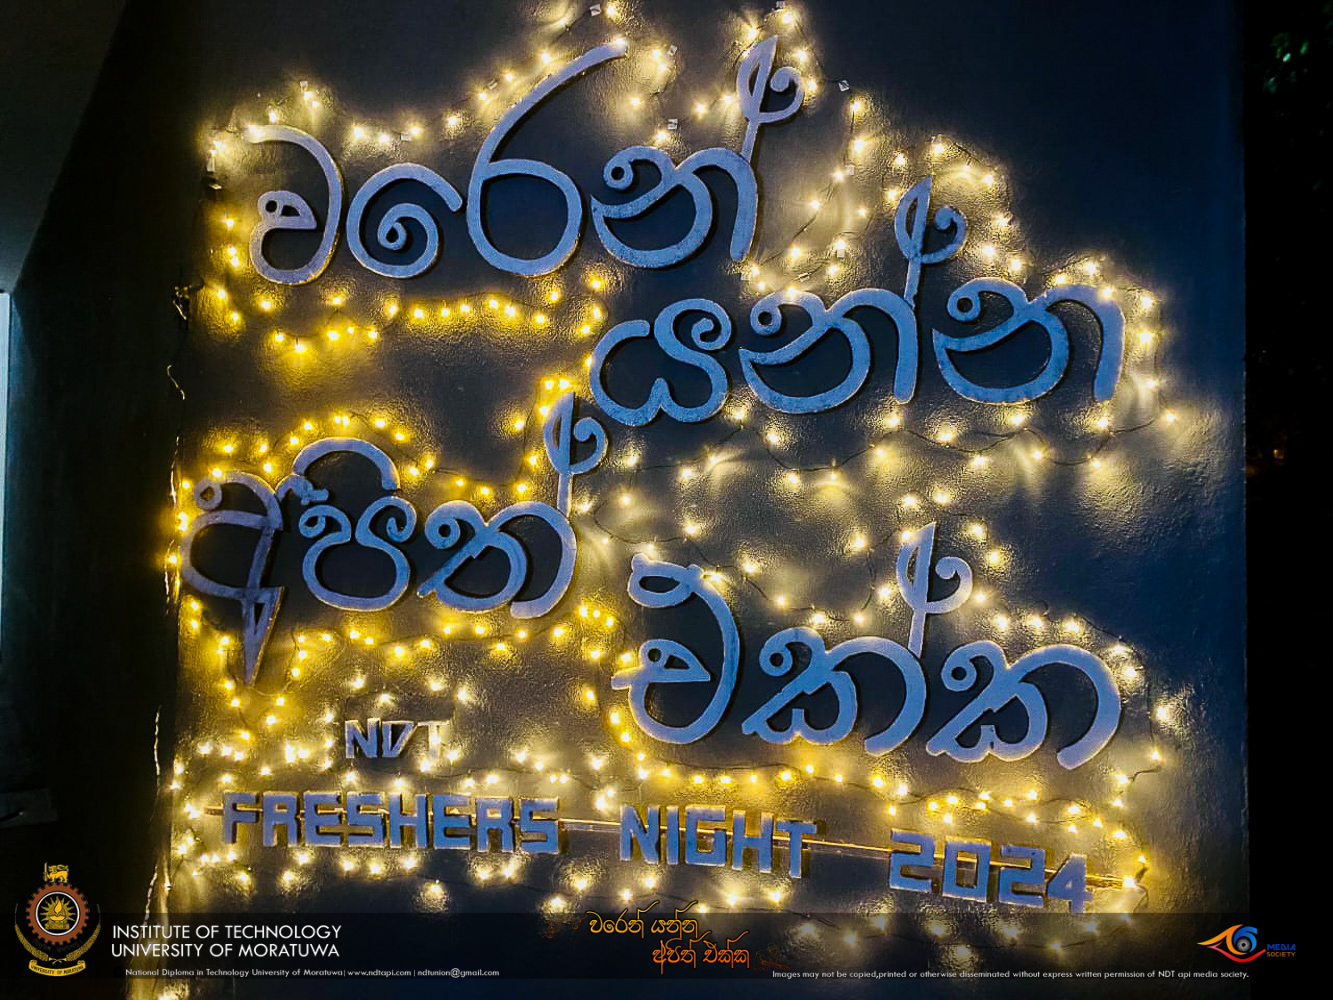 වරෙන්
යන්න
අපිත්
එක්ක
NDT
FRESHERS NIGHT 2024
INSTITUTE OF TECHNOLOGY
UNIVERSITY OF MORATUWA
National Diploma in Technology University of Moratuwa| www.ndtapi.com | ndtunion@gmail.com
වරෙන් යන්න
අපිත් එක්ක
MEDIA
SOCIETY
Images may not be copied,printed or otherwise disseminated without express written permission of NDT api media society.